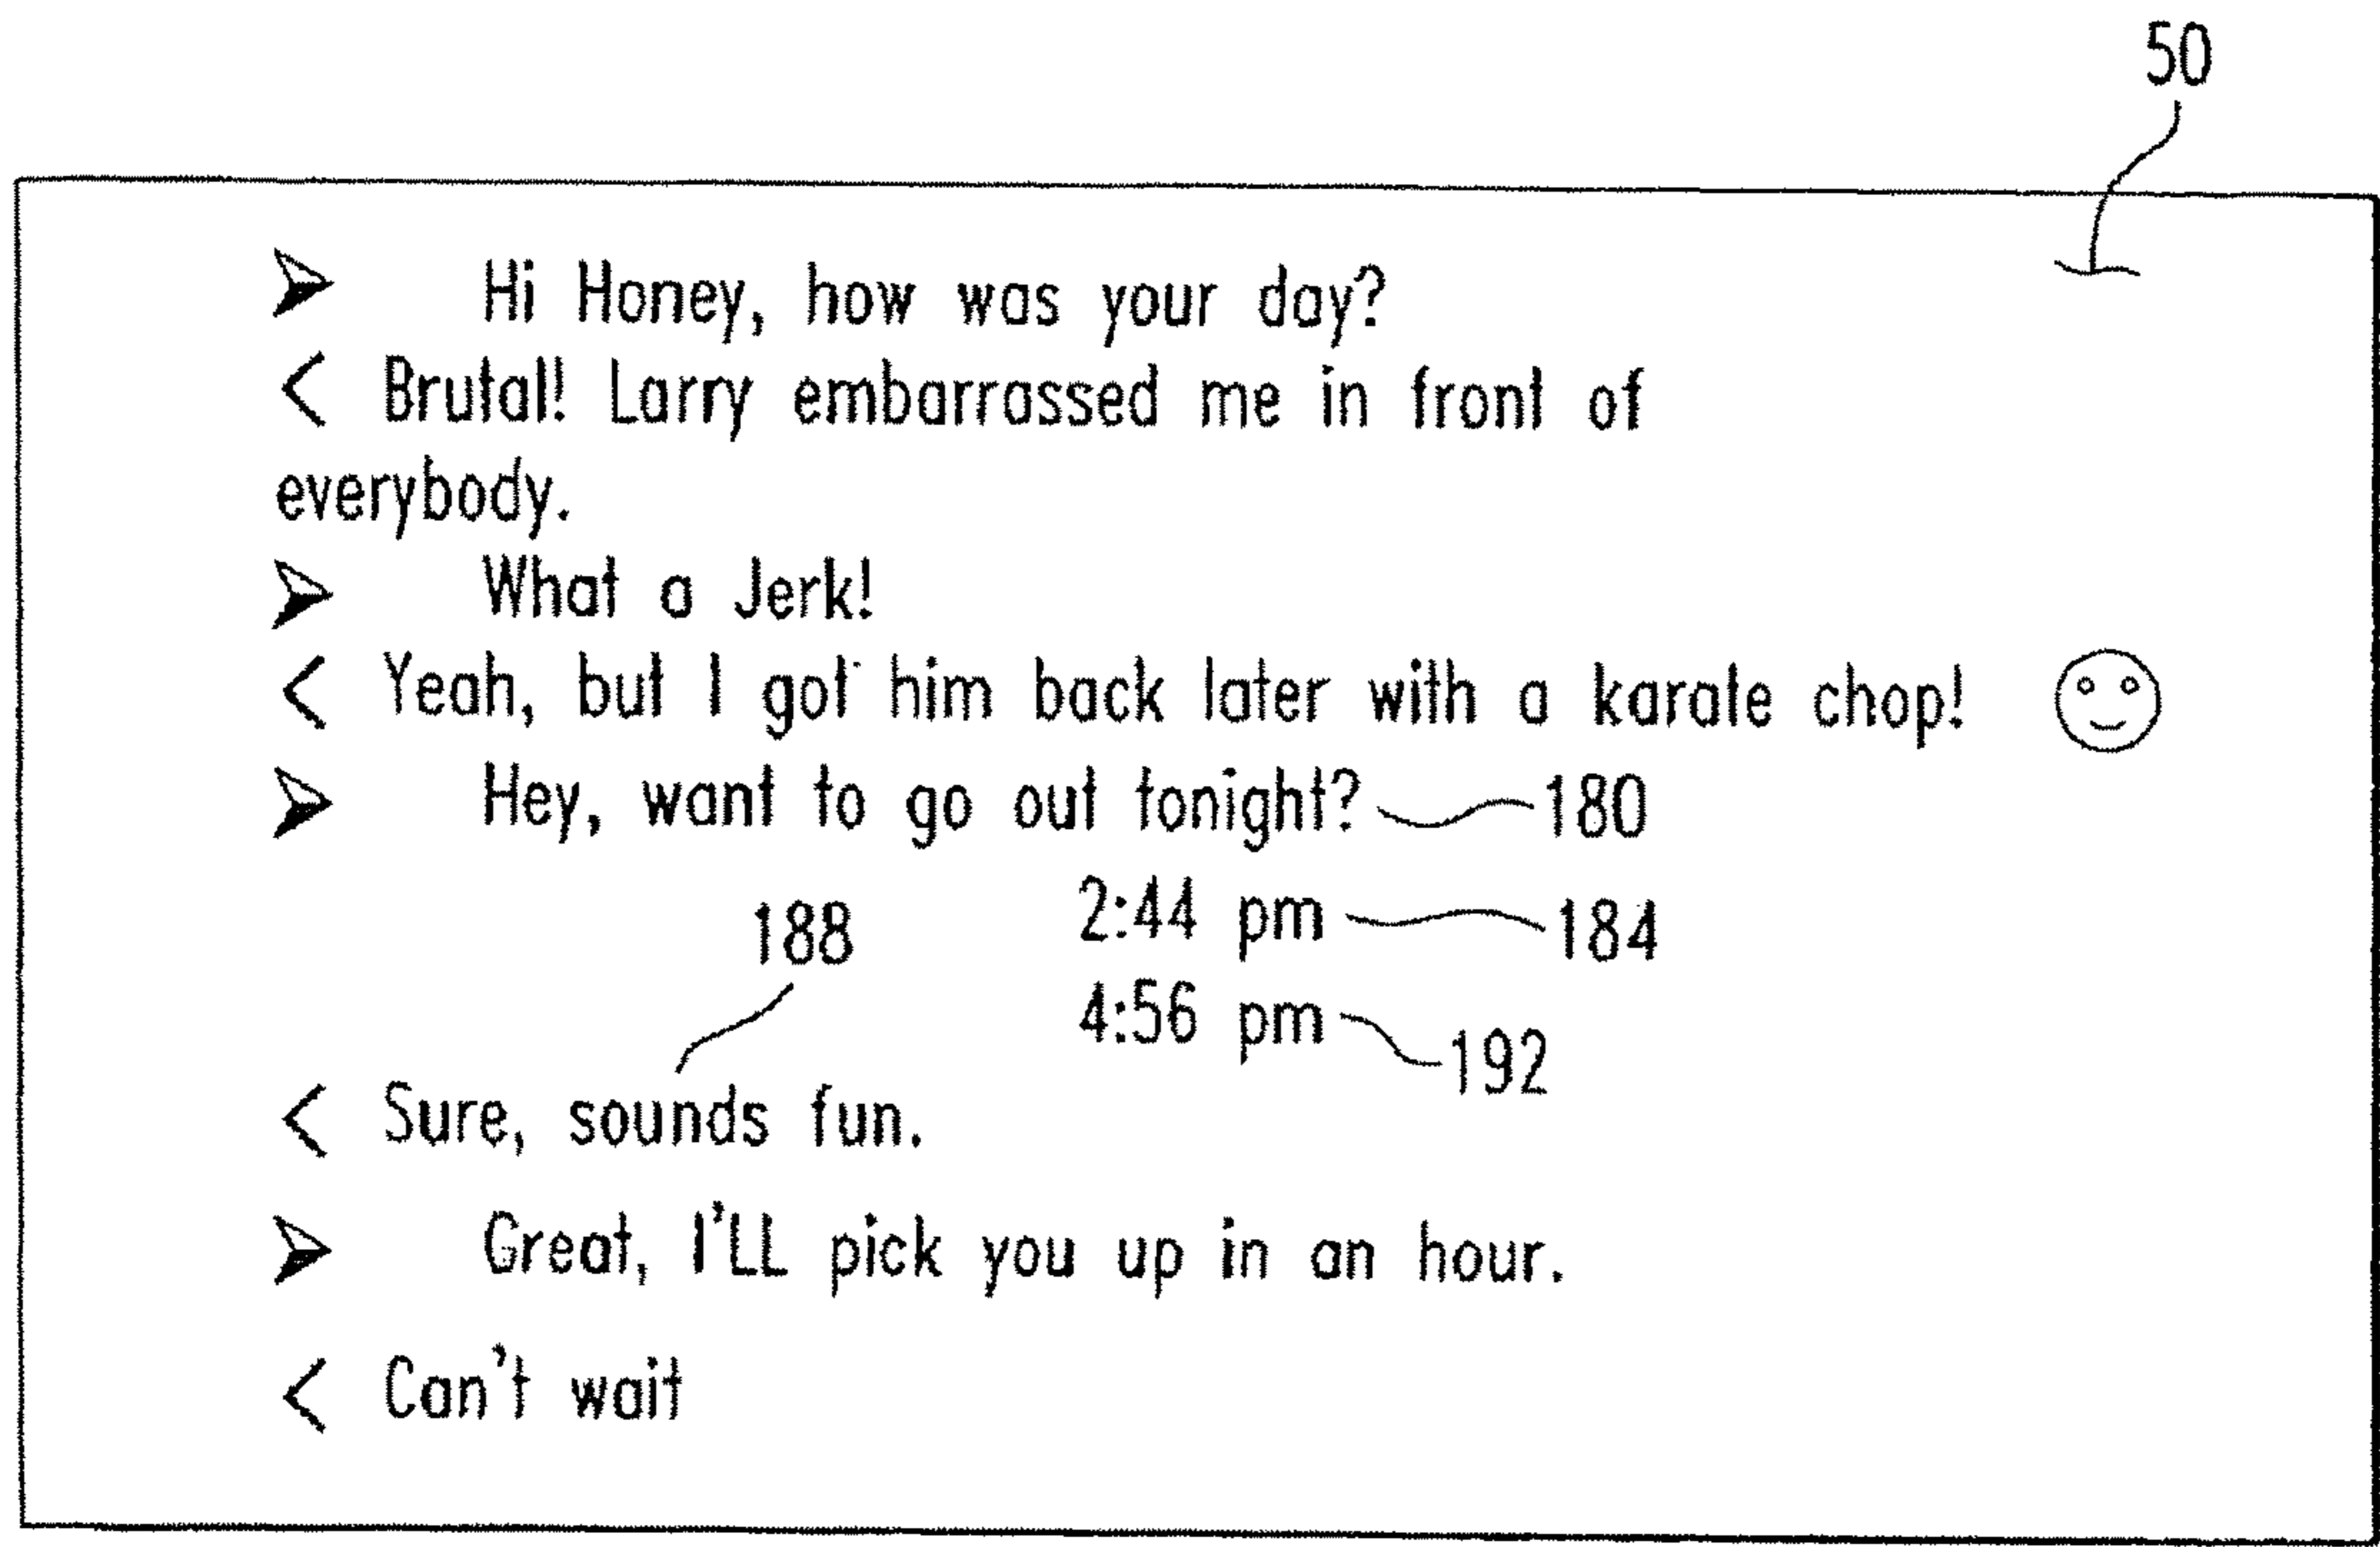 50
➢ Hi Honey, how was your day?
< Brutal! Larry embarrassed me in front of
everybody.
➢ What a Jerk!
< Yeah, but I got him back later with a karate chop! ☺
➢ Hey, want to go out tonight? 180
2:44 pm 184
188
4:56 pm 192
< Sure, sounds fun.
➢ Great, I'LL pick you up in an hour.
< Can't wait